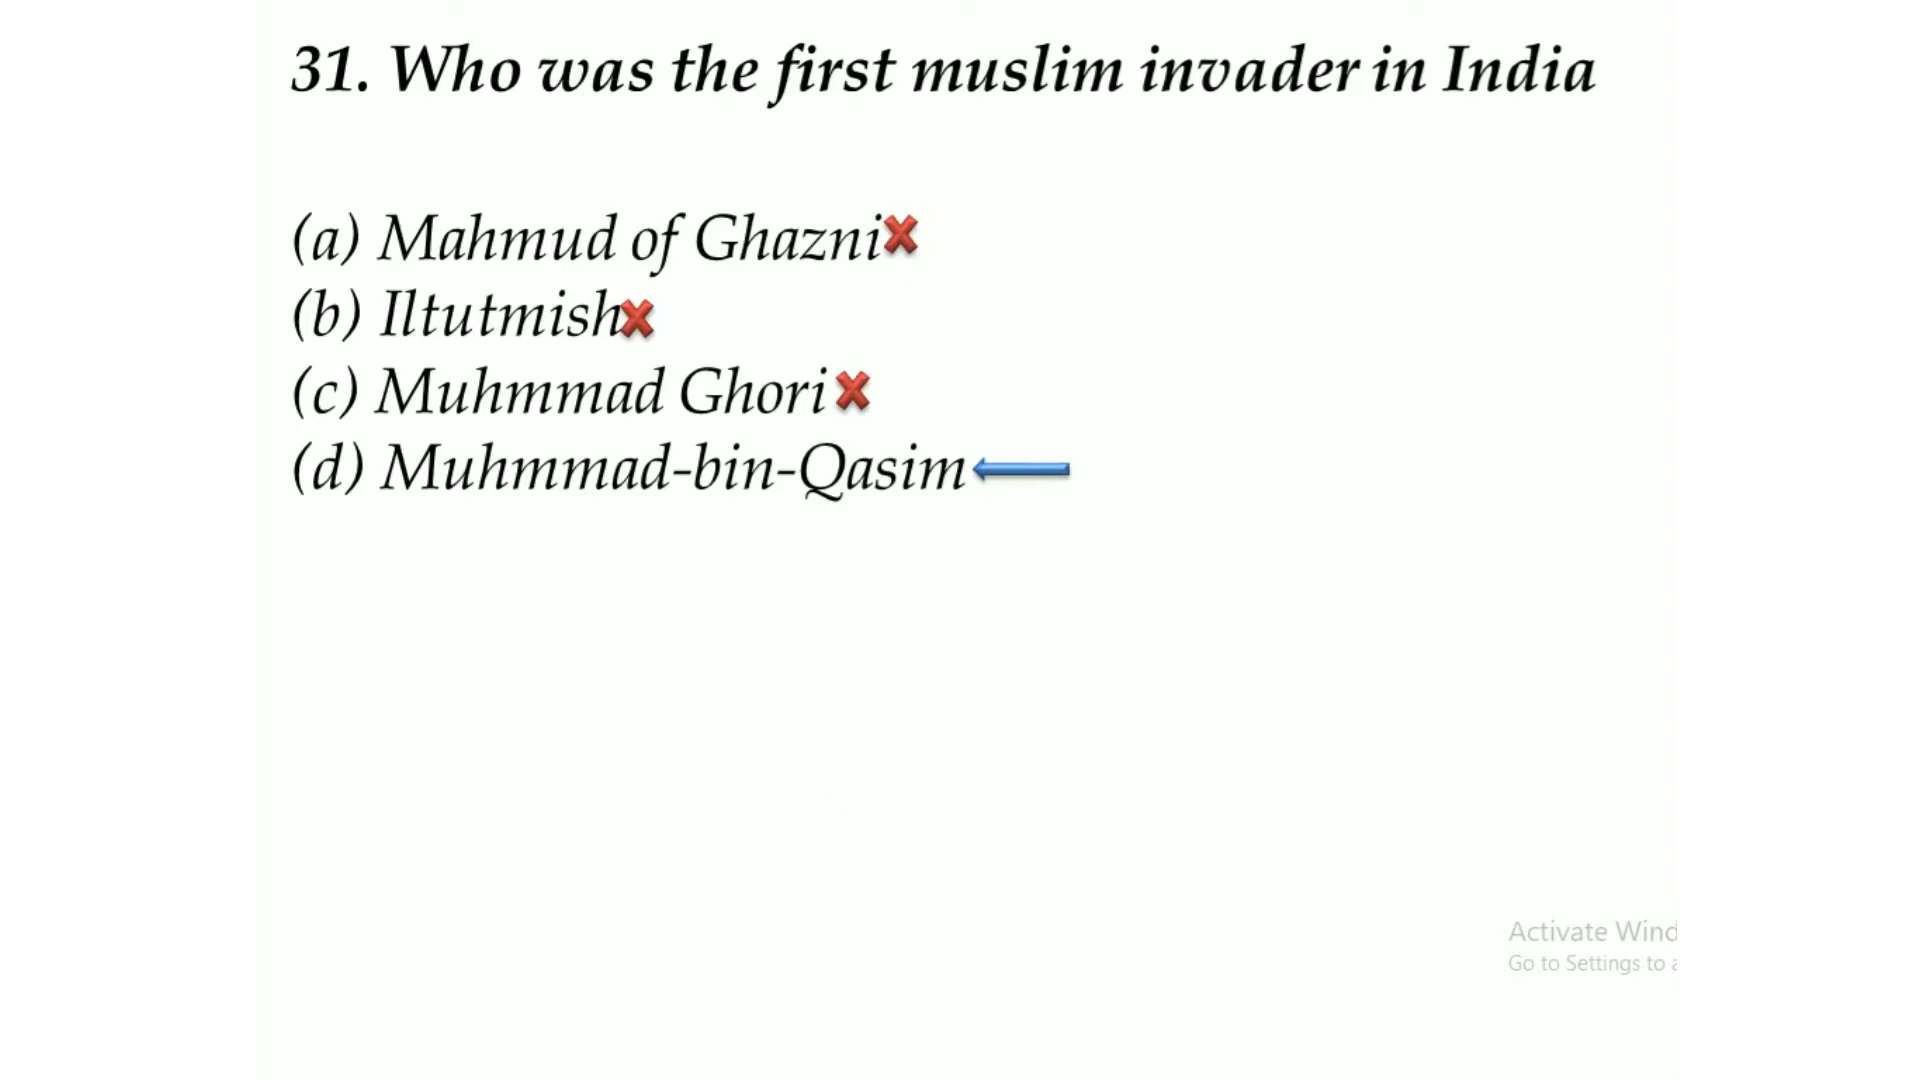 31. Who was the first muslim invader in India
(a) Mahmud of Ghazni
(b) Iltutmish
(c) Muhmmad Ghori
(d) Muhmmad-bin-Qasim
Activate Wind
Go to Settings to a